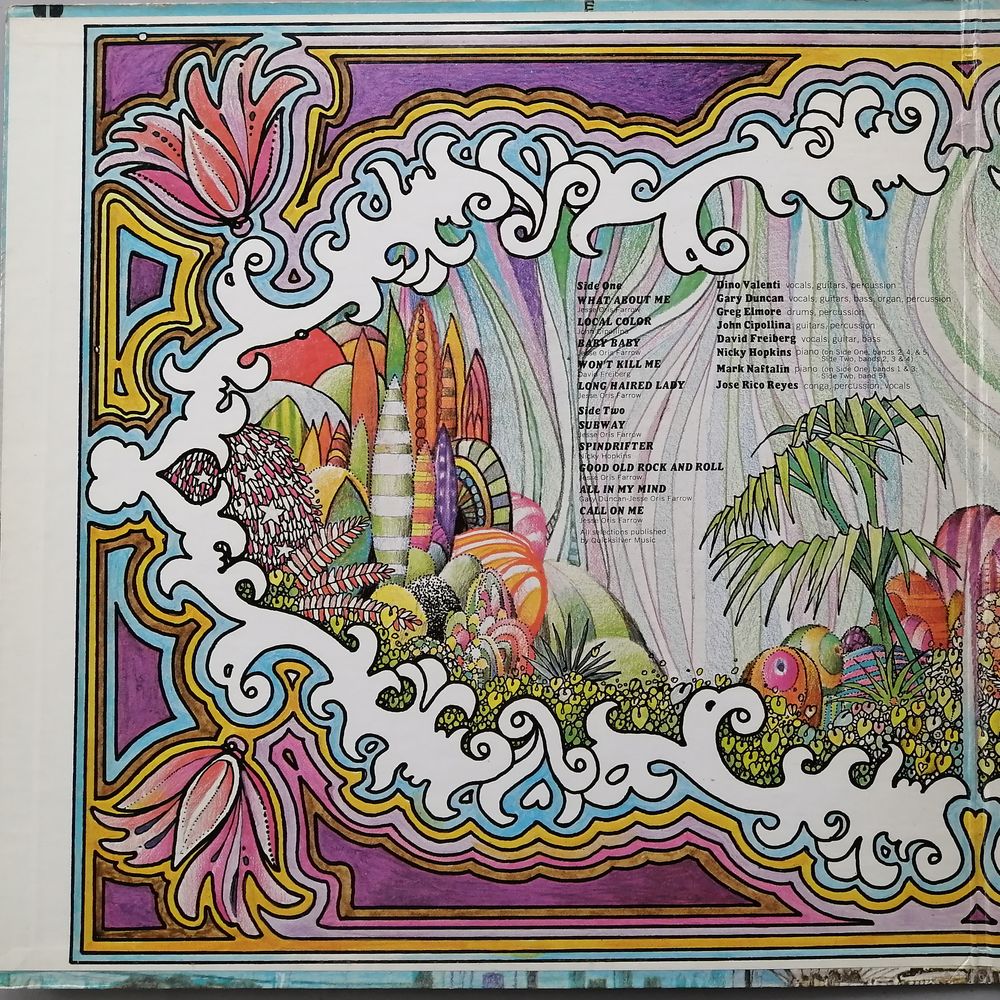 Side One
WHAT ABOUT ME
Jesse Oris Farrow
LOCAL COLOR
John Cipollina
BABY BABY
Jesse Oris Farrow
WON'T KILL ME
David Freiberg
LONG HAIRED LADY
Jesse Oris Farrow
Side Two
SUBWAY
Jesse Oris Farrow
SPINDRIFTER
Nicky Hopkins
GOOD OLD ROCK AND ROLL
Jesse Oris Farrow
ALL IN MY MIND
Gary Duncan-Jesse Oris Farrow
CALL ON ME
Jesse Oris Farrow
All selections published
by Quicksilver Music
Dino Valenti vocals, guitars, percussion
Gary Duncan vocals, guitars, bass, organ, percussion
Greg Elmore drums, percussion
John Cipollina guitars, percussion
David Freiberg vocals, guitar, bass
Nicky Hopkins piano (on Side One, bands 2, 4, & 5,
Side Two, bands 2, 3 & 4)
Mark Naftalin piano (on Side One, bands 1 & 3,
Side Two, band 5)
Jose Rico Reyes conga, percussion, vocals